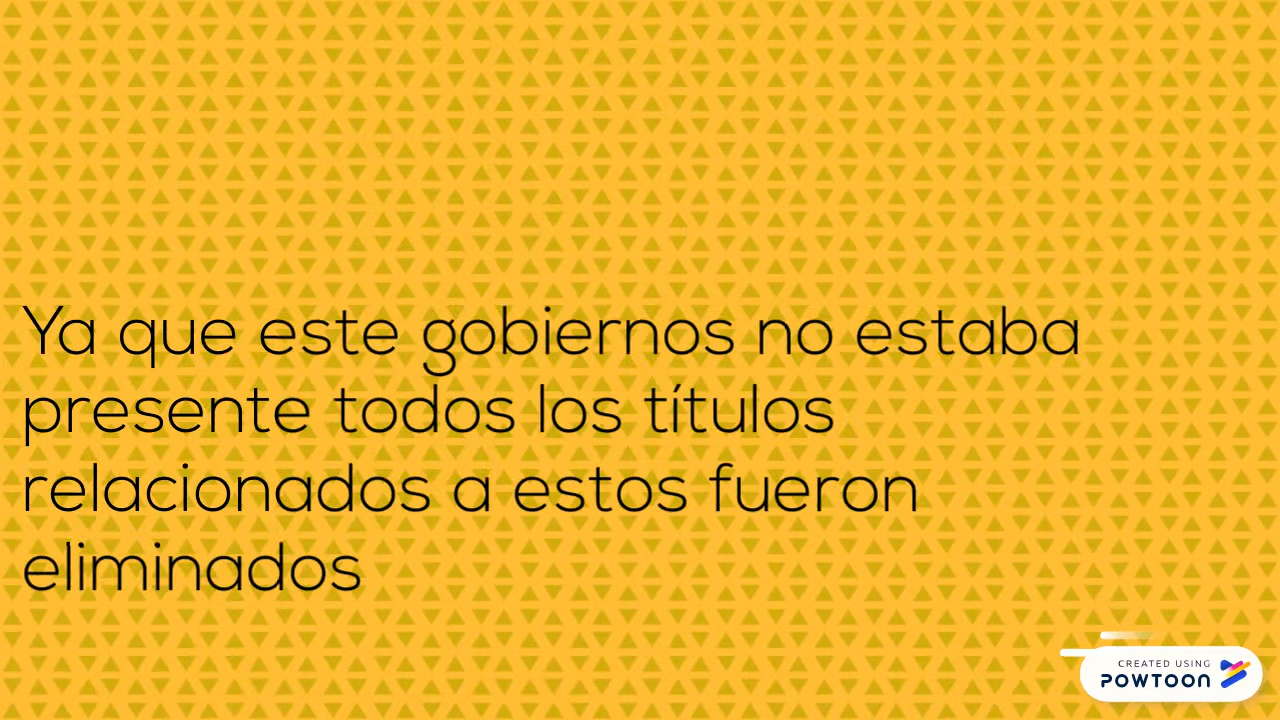 Ya que este gobiernos no estaba
presente todos los títulos
relacionados a estos fueron
eliminados
CREATED USING
POWTOON